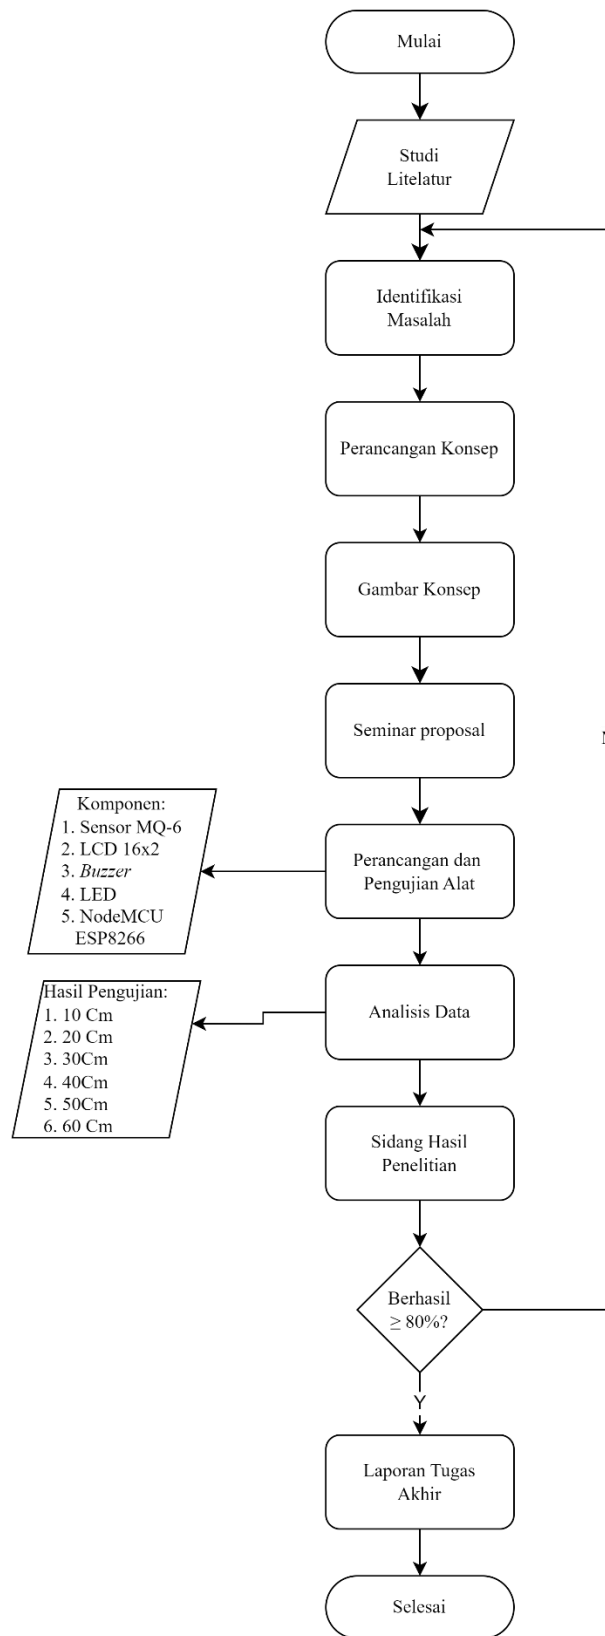 Mulai
Studi
Litelatur
Identifikasi
Masalah
Perancangan Konsep
Gambar Konsep
Seminar proposal
N
Komponen:
1. Sensor MQ-6
2. LCD 16x2
3. Buzzer
4. LED
5. NodeMCU
ESP8266
Perancangan dan
Pengujian Alat
Hasil Pengujian:
1. 10 Cm
2. 20 Cm
3. 30Cm
4. 40Cm
5. 50Cm
6. 60 Cm
Analisis Data
Sidang Hasil
Penelitian
Berhasil
≥ 80%?
Y
Laporan Tugas
Akhir
Selesai